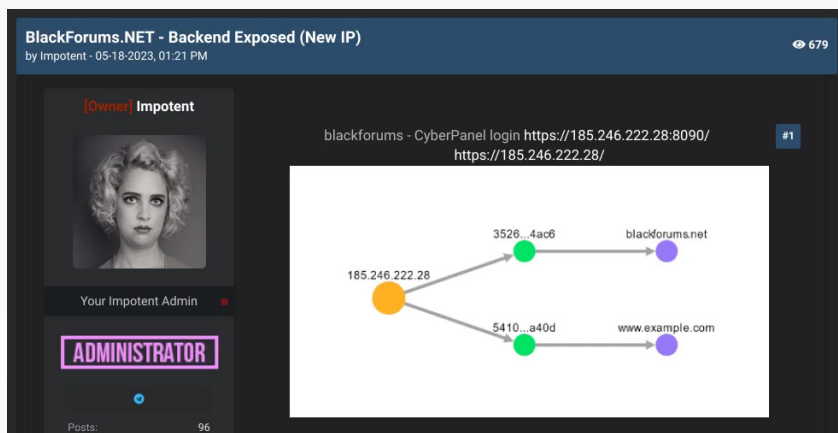 BlackForums.NET - Backend Exposed (New IP)
by Impotent - 05-18-2023, 01:21 PM
679
[Owner] Impotent
blackforums - CyberPanel login https://185.246.222.28:8090/
#1
https://185.246.222.28/
3526...4ac6
blackforums.net
185.246.222.28
5410...a40d
www.example.com
Your Impotent Admin
ADMINISTRATOR
Posts: 96